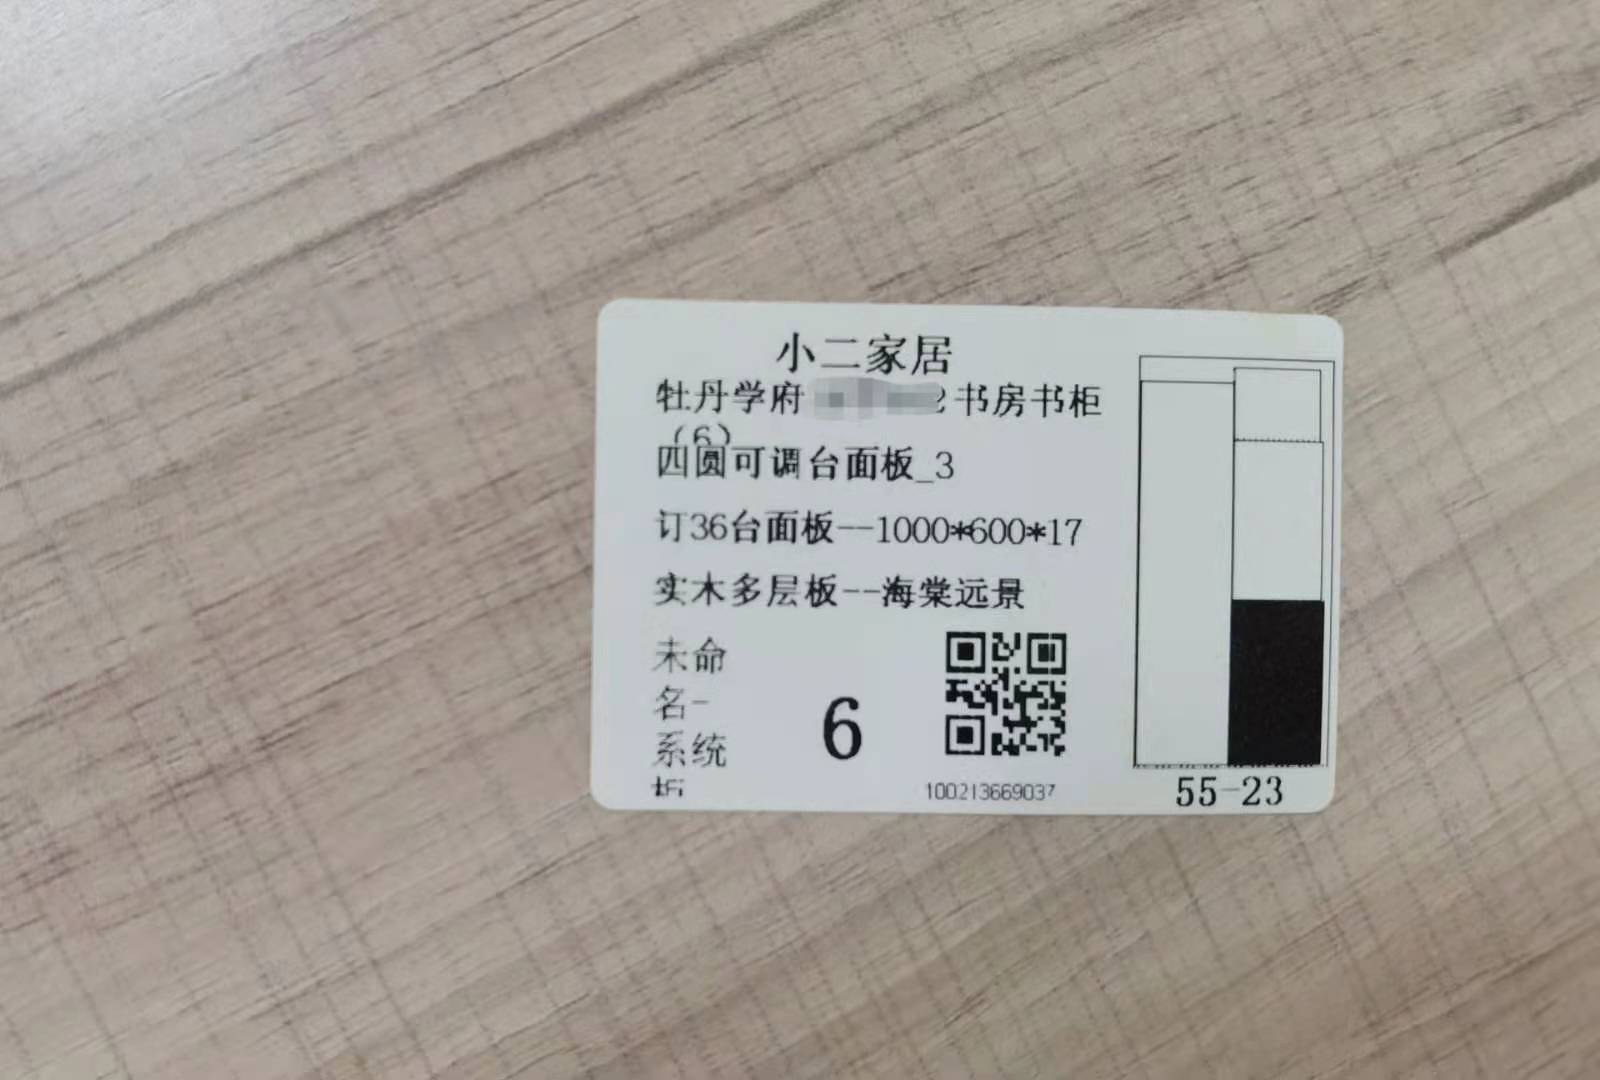 小二家居
牡丹学府 2书房书柜
(6)
四圆可调台面板_3
订36台面板--1000*600*17
实木多层板--海棠远景
未命
名-
系统
板
6
100213669037
55-23